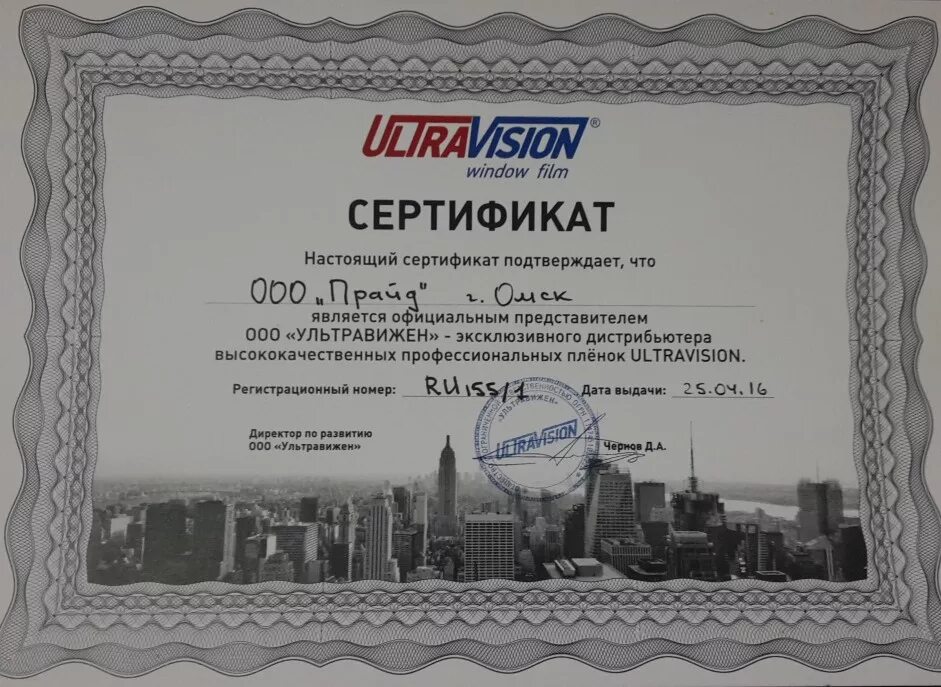 ULTRAVISION®
window film
СЕРТИФИКАТ
Настоящий сертификат подтверждает, что
ООО „Прайд" г. Омск
является официальным представителем
ООО «УЛЬТРАВИЖЕН» - эксклюзивного дистрибьютера
высококачественных профессиональных плёнок ULTRAVISION.
Регистрационный номер: RU155/1 Дата выдачи: 25.04.16
Директор по развитию
ООО «Ультравижен»
Чернов Д.А.
«УЛЬТРАВИЖЕН»
ULTRAVISION